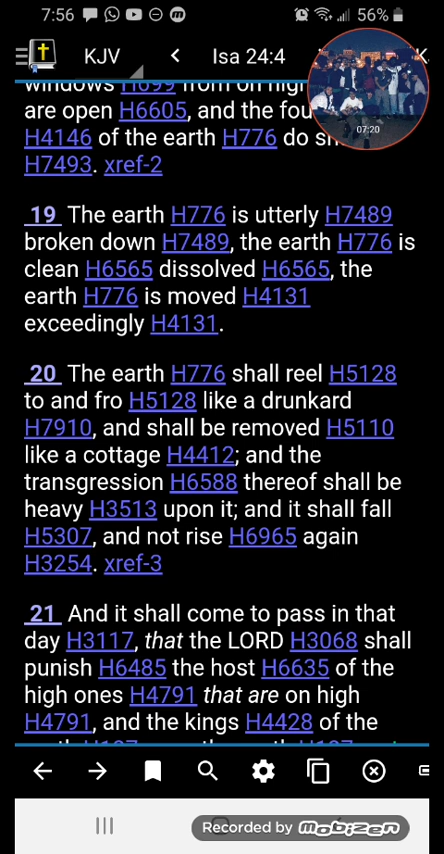 7:56 56%
KJV < Isa 24:4 K
windows H699 from on high
are open H6605, and the fou
H4146 of the earth H776 do sh
H7493. xref-2
19 The earth H776 is utterly H7489
broken down H7489, the earth H776 is
clean H6565 dissolved H6565, the
earth H776 is moved H4131
exceedingly H4131.
07:20
20 The earth H776 shall reel H5128
to and fro H5128 like a drunkard
H7910, and shall be removed H5110
like a cottage H4412; and the
transgression H6588 thereof shall be
heavy H3513 upon it; and it shall fall
H5307, and not rise H6965 again
H3254. xref-3
21 And it shall come to pass in that
day H3117, that the LORD H3068 shall
punish H6485 the host H6635 of the
high ones H4791 that are on high
H4791, and the kings H4428 of the
Recorded by Mobizen